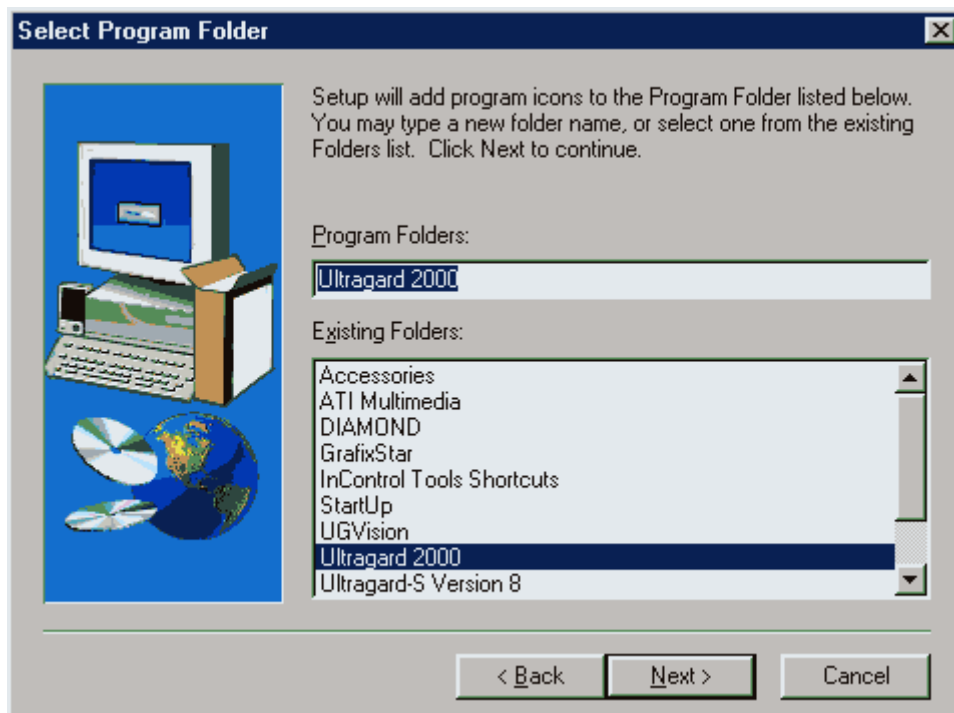 Select Program Folder
Setup will add program icons to the Program Folder listed below.
You may type a new folder name, or select one from the existing
Folders list.  Click Next to continue.
Program Folders:
Ultragard 2000
Existing Folders:
Accessories
ATI Multimedia
DIAMOND
GrafixStar
InControl Tools Shortcuts
StartUp
UGVision
Ultragard 2000
Ultragard-S Version 8
< Back
Next >
Cancel